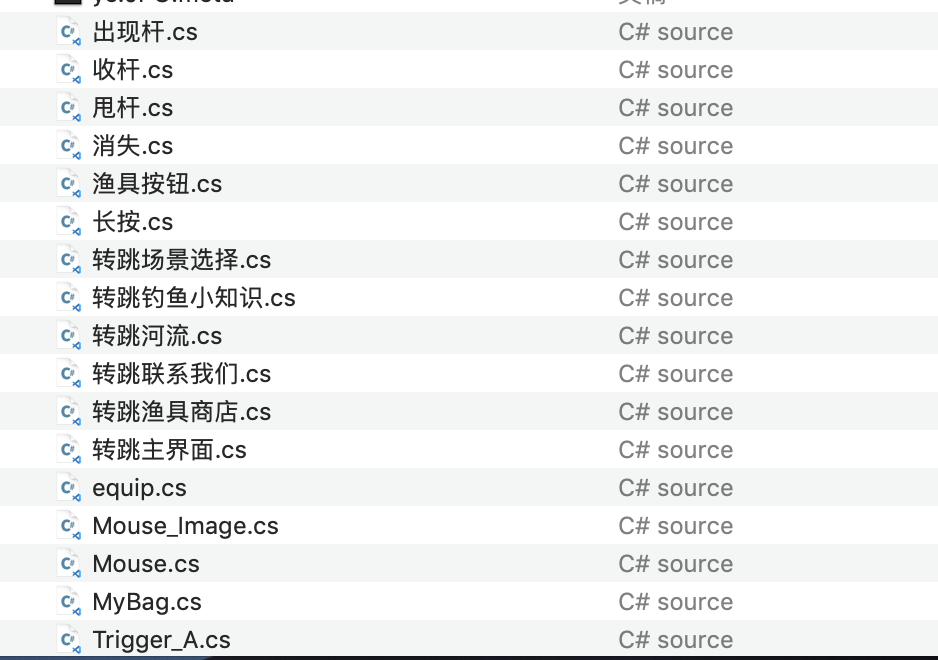 出现杆.cs C# source
收杆.cs C# source
甩杆.cs C# source
消失.cs C# source
渔具按钮.cs C# source
长按.cs C# source
转跳场景选择.cs C# source
转跳钓鱼小知识.cs C# source
转跳河流.cs C# source
转跳联系我们.cs C# source
转跳渔具商店.cs C# source
转跳主界面.cs C# source
equip.cs C# source
Mouse_Image.cs C# source
Mouse.cs C# source
MyBag.cs C# source
Trigger_A.cs C# source